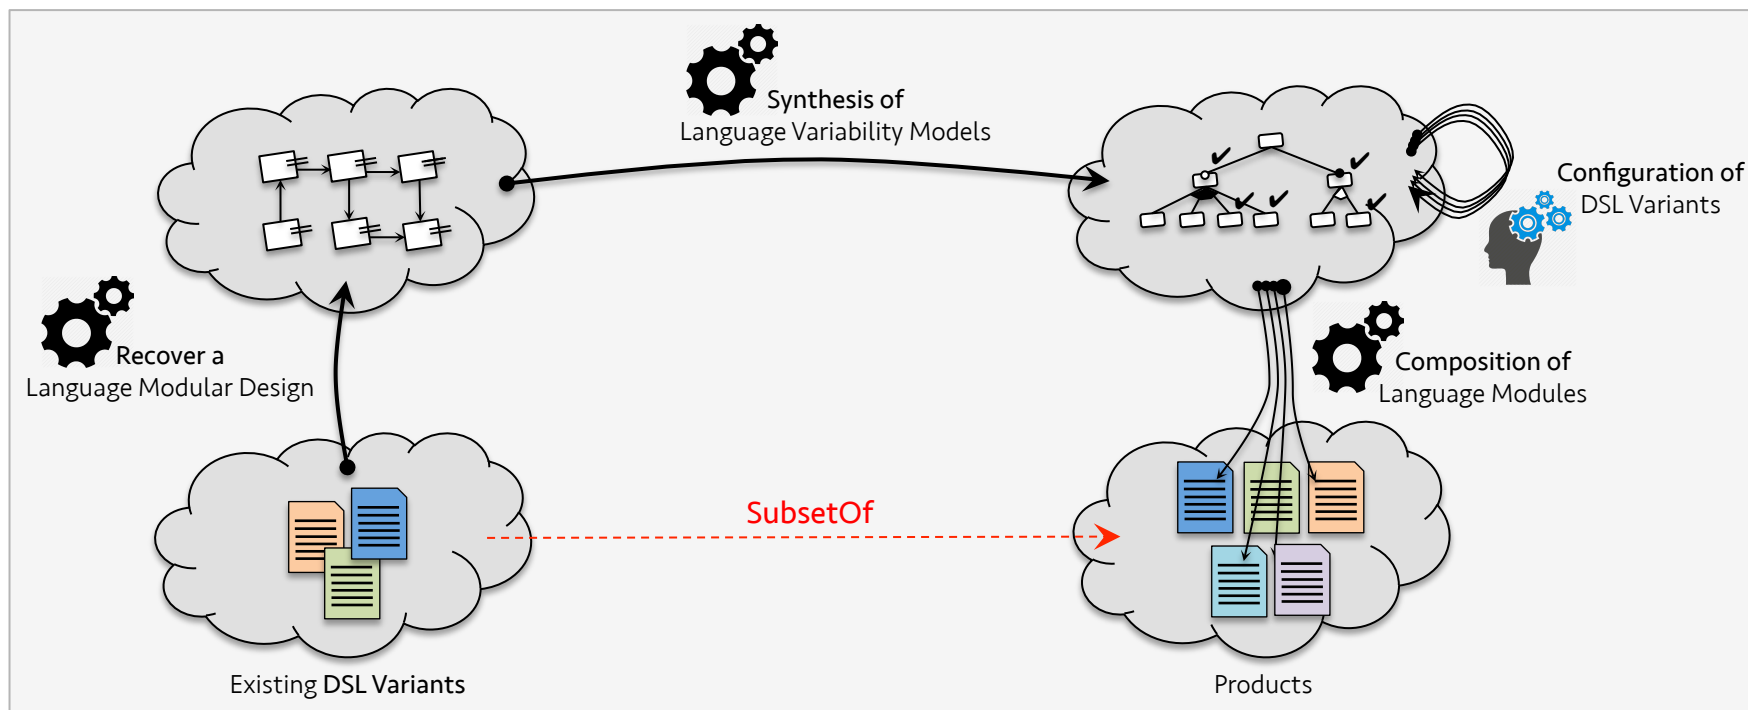 Synthesis of
Language Variability Models
Configuration of
DSL Variants
Recover a
Language Modular Design
Composition of
Language Modules
SubsetOf
Existing DSL Variants
Products